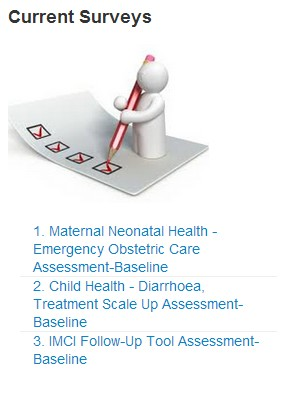 Current Surveys
1. Maternal Neonatal Health -
Emergency Obstetric Care
Assessment-Baseline
2. Child Health - Diarrhoea,
Treatment Scale Up Assessment-
Baseline
3. IMCI Follow-Up Tool Assessment-
Baseline